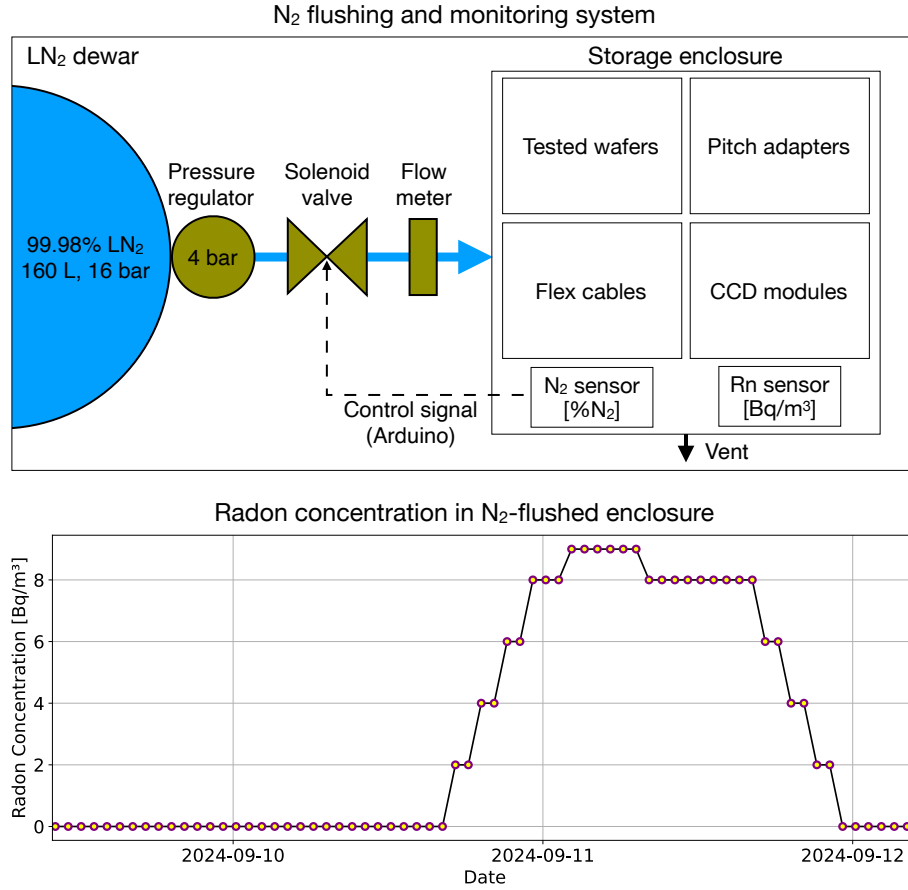 N₂ flushing and monitoring system
LN₂ dewar
Storage enclosure
Tested wafers
Pitch adapters
Pressure
regulator
Solenoid
valve
Flow
meter
99.98% LN₂
160 L, 16 bar
4 bar
Flex cables
CCD modules
N₂ sensor
[%N₂]
Rn sensor
[Bq/m³]
Control signal
(Arduino)
Vent
Radon concentration in N₂-flushed enclosure
Radon Concentration [Bq/m³]
8
6
4
2
0
2024-09-10
2024-09-11
2024-09-12
Date